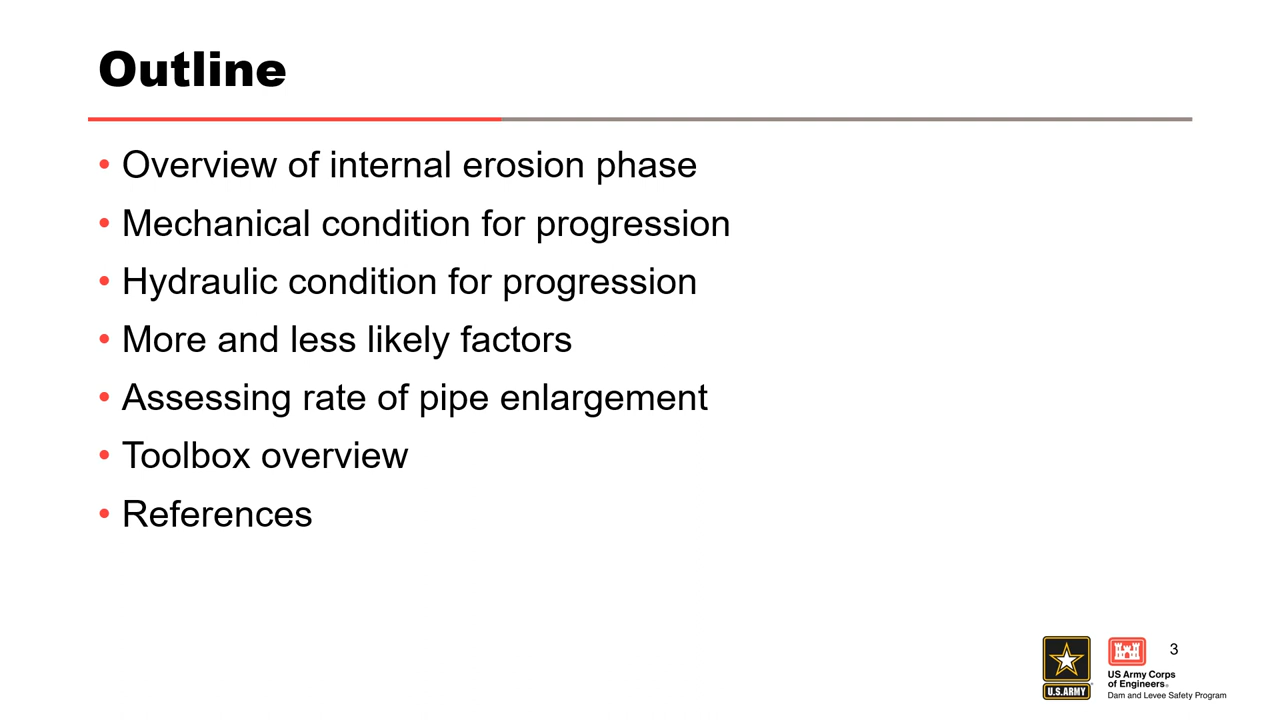 Outline
• Overview of internal erosion phase
• Mechanical condition for progression
• Hydraulic condition for progression
• More and less likely factors
• Assessing rate of pipe enlargement
• Toolbox overview
• References
3
U.S.ARMY
US Army Corps
of Engineers®
Dam and Levee Safety Program